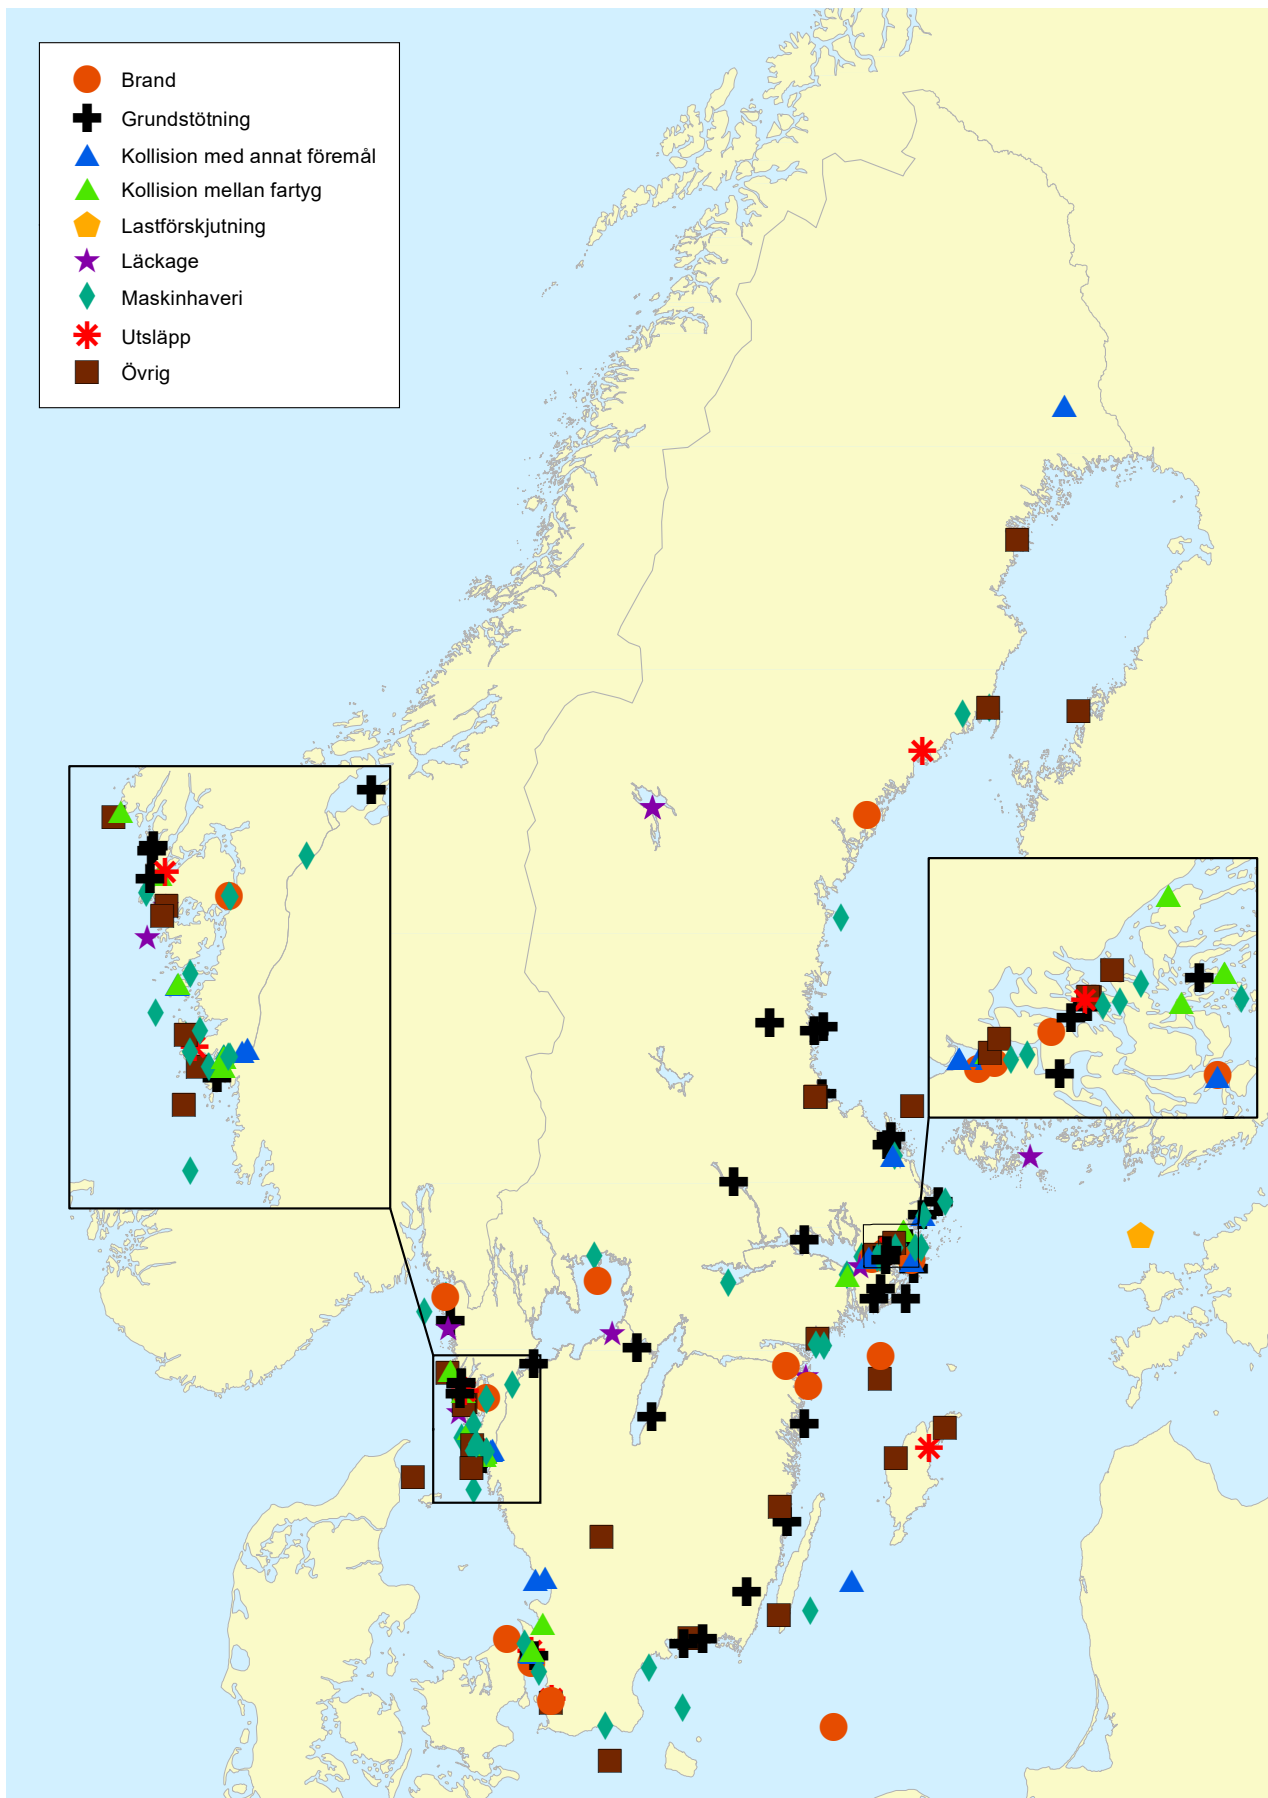 Brand
Grundstötning
Kollision med annat föremål
Kollision mellan fartyg
Lastförskjutning
Läckage
Maskinhaveri
Utsläpp
Övrig